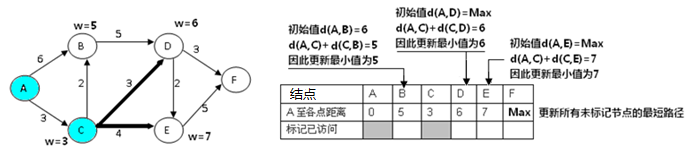 w=5
w=6
B
5
D
6
3
A
2
3
2
F
3
5
C
4
E
w=3
w=7
初始值d(A,B)=6
d(A,C)+d(C,B)=5
因此更新最小值为5
初始值d(A,D)=Max
d(A,C)+d(C,D)=6
因此更新最小值为6
初始值d(A,E)=Max
d(A,C)+d(C,E)=7
因此更新最小值为7
结点 A B C D E F
A至各点距离 0 5 3 6 7 Max 更新所有未标记节点的最短路径
标记已访问